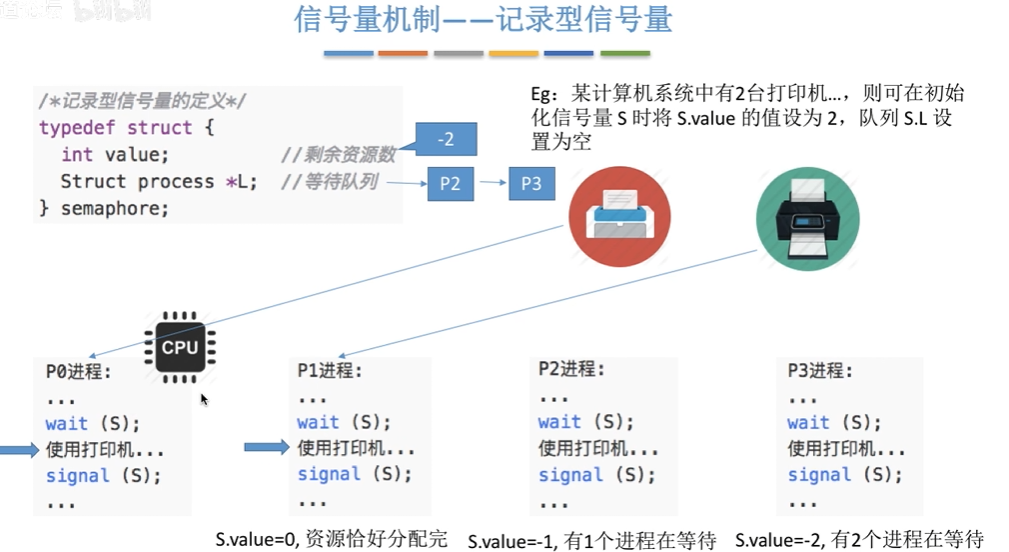 信号量机制——记录型信号量
/*记录型信号量的定义*/
typedef struct {
int value; //剩余资源数
Struct process *L; //等待队列
} semaphore;
-2
P2
P3
Eg：某计算机系统中有2台打印机...，则可在初始
化信号量 S 时将 S.value 的值设为 2，队列 S.L 设
置为空
CPU
P0进程:
...
wait (S);
使用打印机...
signal (S);
...
P1进程:
...
wait (S);
使用打印机...
signal (S);
...
P2进程:
...
wait (S);
使用打印机...
signal (S);
...
P3进程:
...
wait (S);
使用打印机...
signal (S);
...
S.value=0, 资源恰好分配完
S.value=-1, 有1个进程在等待
S.value=-2, 有2个进程在等待